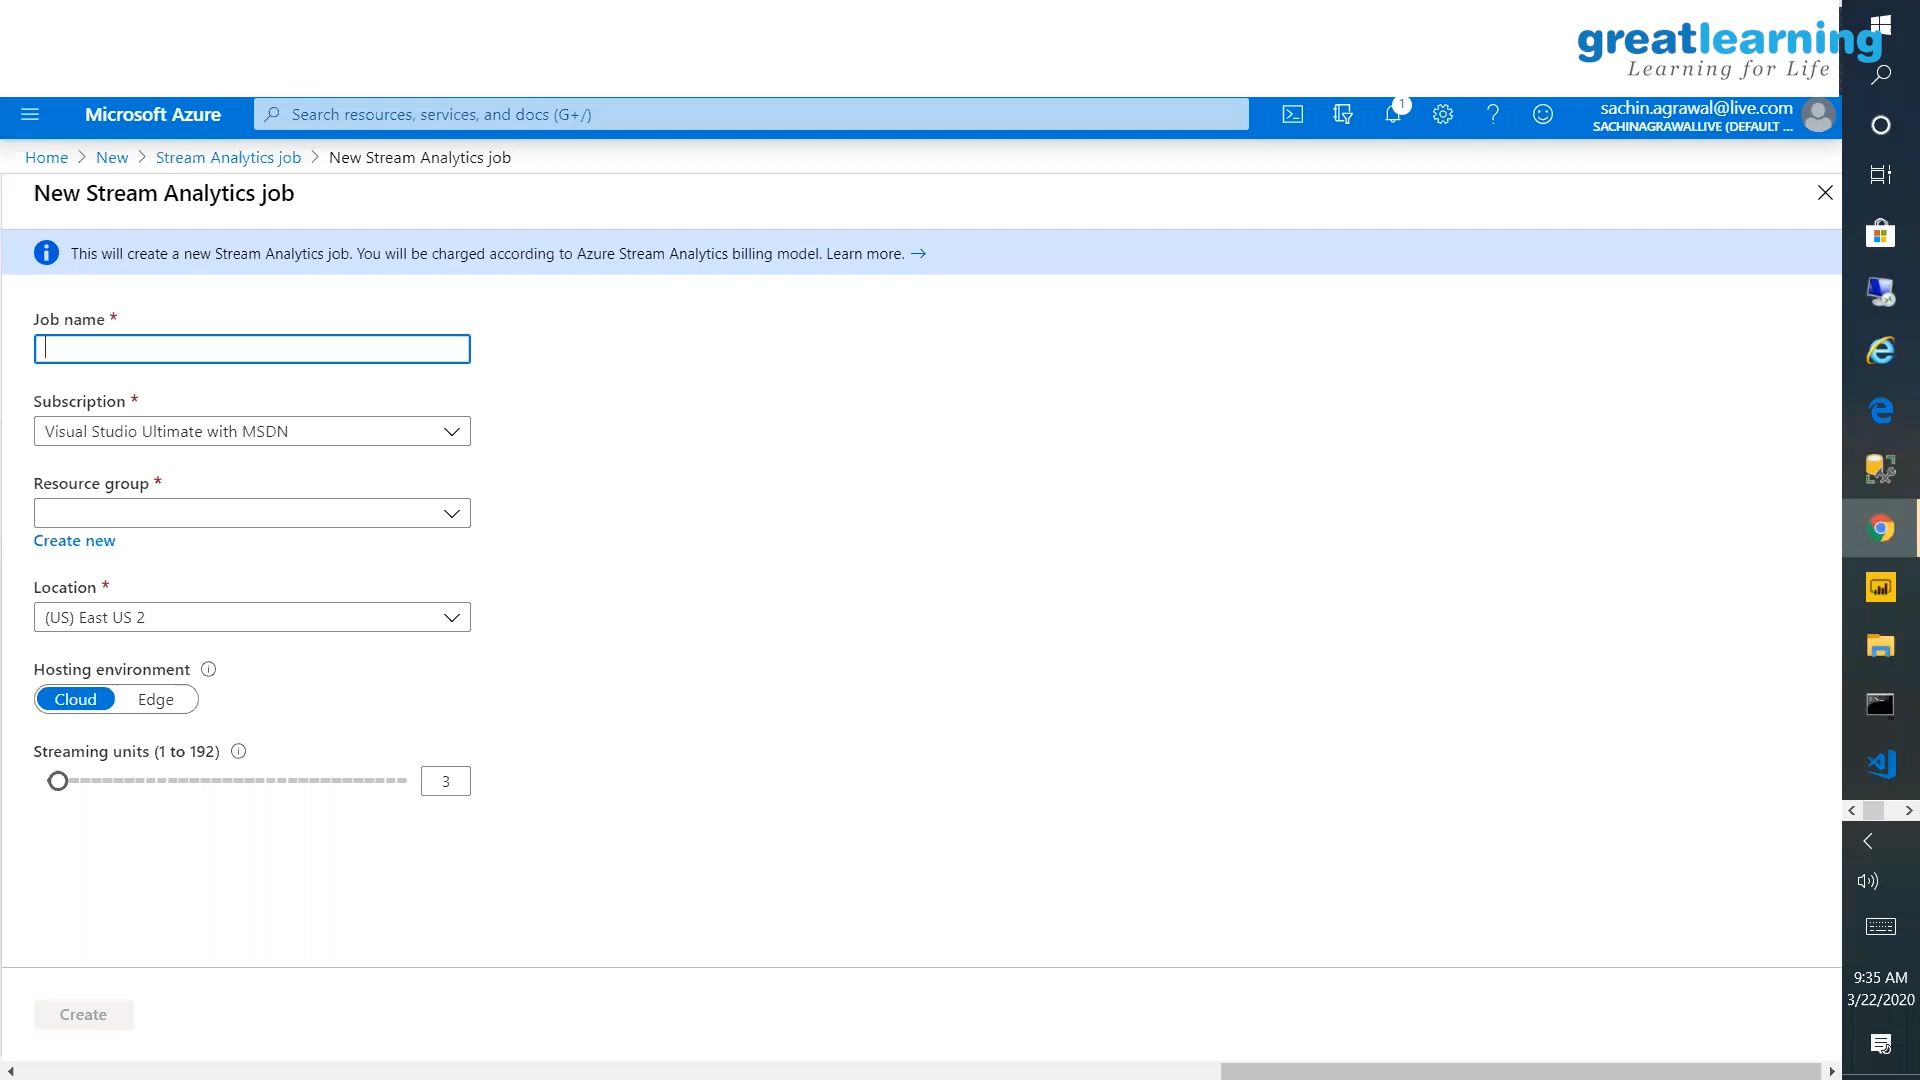 greatlearning
Learning for Life
Microsoft Azure
Search resources, services, and docs (G+/)
1
sachin.agrawal@live.com
SACHINAGRAWALLIVE (DEFAULT ...
Home > New > Stream Analytics job > New Stream Analytics job
New Stream Analytics job
This will create a new Stream Analytics job. You will be charged according to Azure Stream Analytics billing model. Learn more. →
Job name *
Subscription *
Visual Studio Ultimate with MSDN
Resource group *
Create new
Location *
(US) East US 2
Hosting environment
Cloud
Edge
Streaming units (1 to 192)
3
Create
9:35 AM
3/22/2020